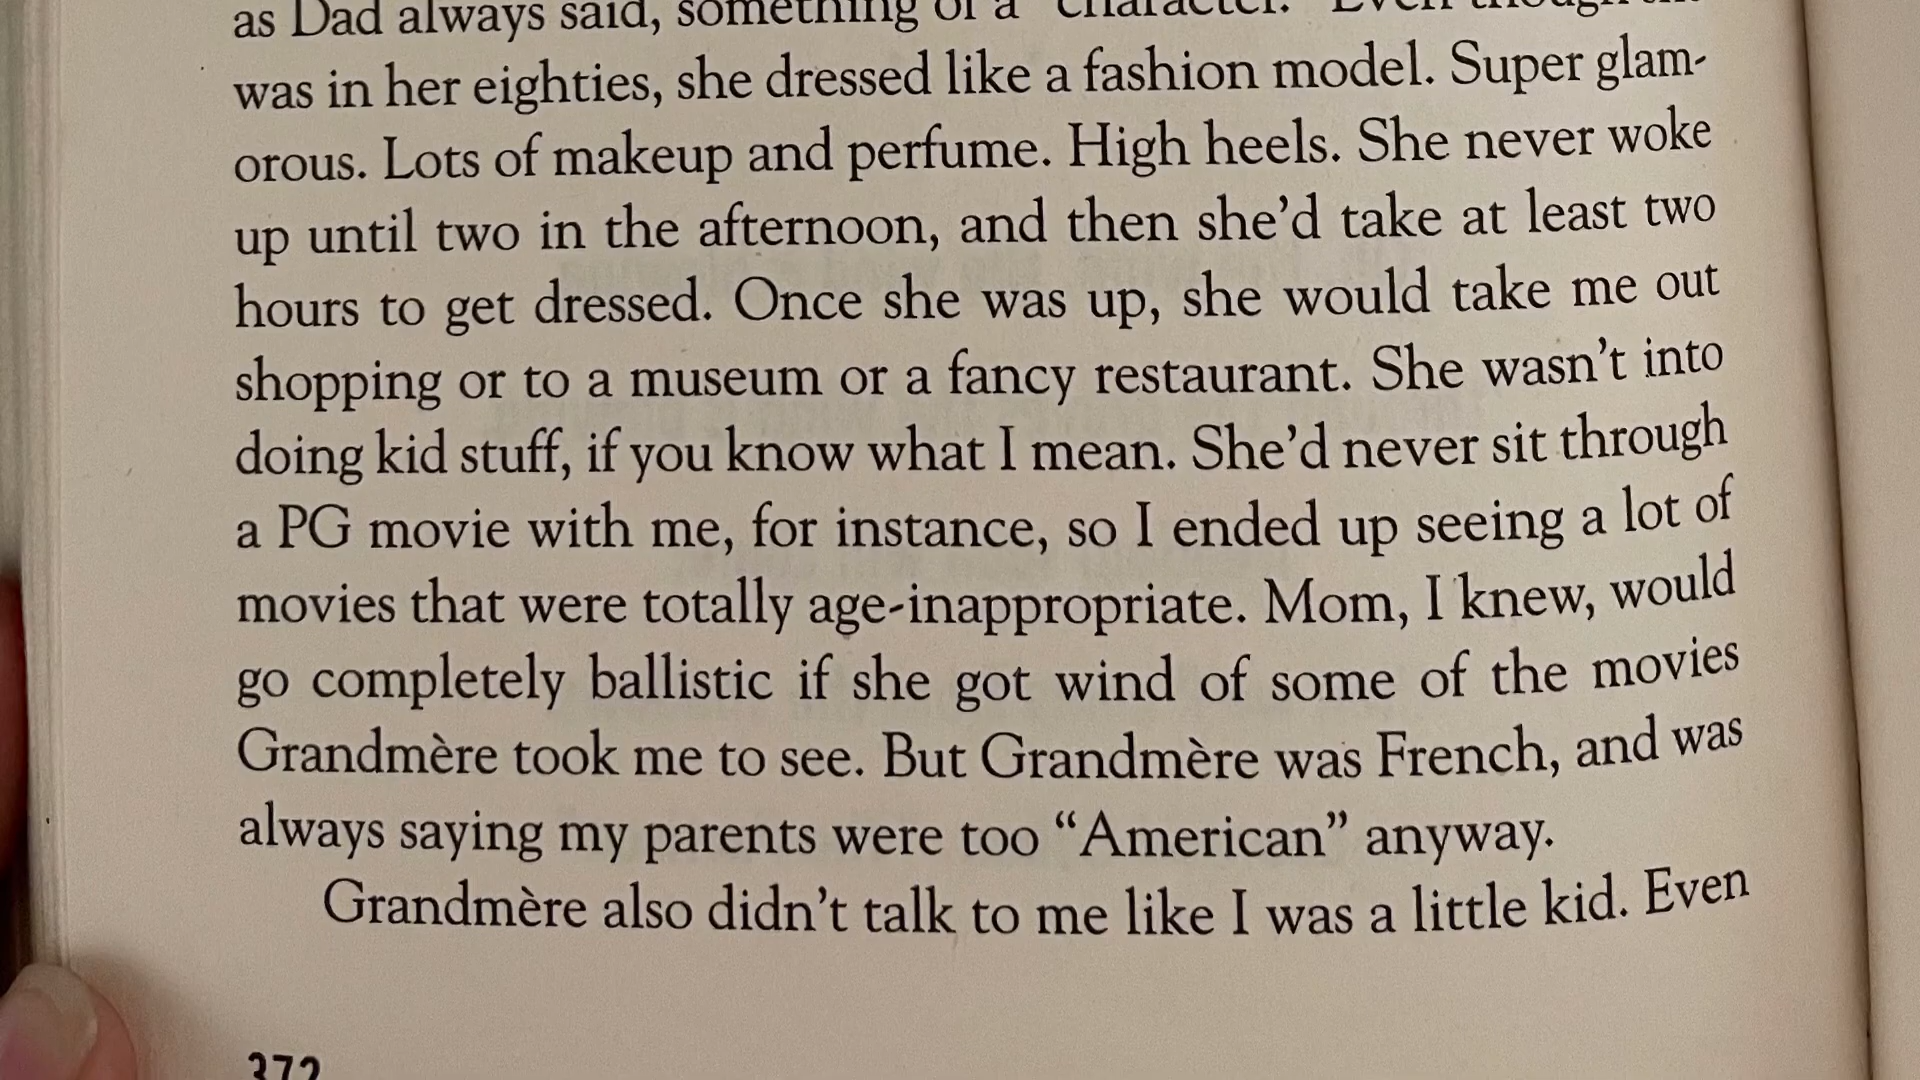 as Dad always said, something of a “character.” Even though
was in her eighties, she dressed like a fashion model. Super glam-
orous. Lots of makeup and perfume. High heels. She never woke
up until two in the afternoon, and then she’d take at least two
hours to get dressed. Once she was up, she would take me out
shopping or to a museum or a fancy restaurant. She wasn’t into
doing kid stuff, if you know what I mean. She’d never sit through
a PG movie with me, for instance, so I ended up seeing a lot of
movies that were totally age-inappropriate. Mom, I knew, would
go completely ballistic if she got wind of some of the movies
Grandmère took me to see. But Grandmère was French, and was
always saying my parents were too “American” anyway.
Grandmère also didn’t talk to me like I was a little kid. Even
372